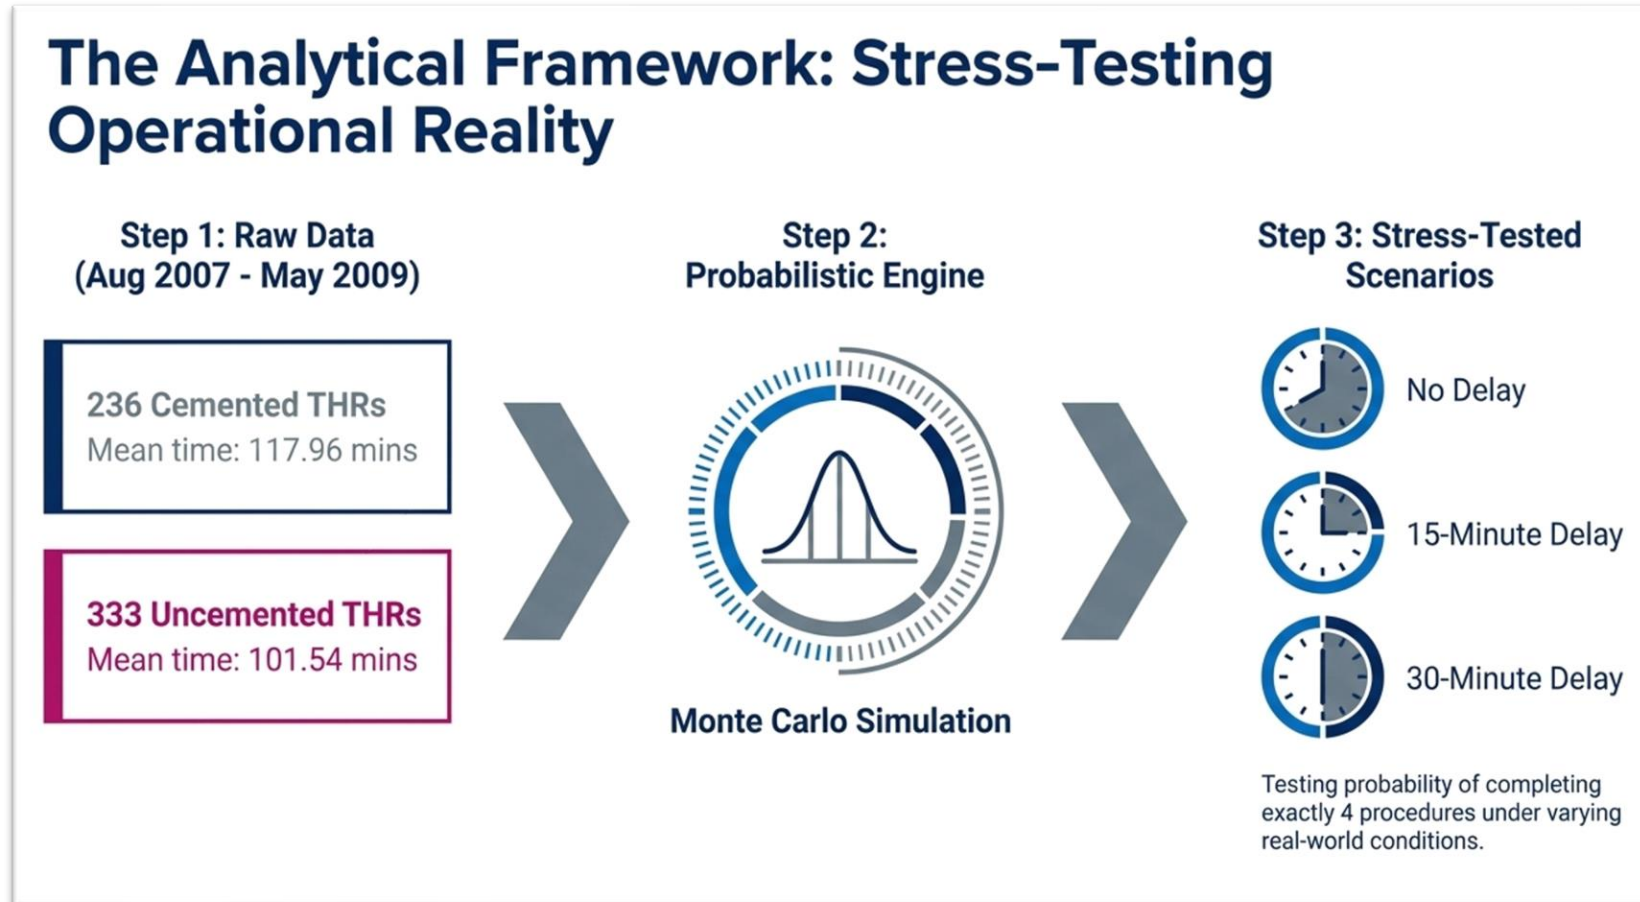 The Analytical Framework: Stress-Testing
Operational Reality
Step 1: Raw Data
(Aug 2007 - May 2009)
236 Cemented THRs
Mean time: 117.96 mins
333 Uncemented THRs
Mean time: 101.54 mins
Step 2:
Probabilistic Engine
Monte Carlo Simulation
Step 3: Stress-Tested
Scenarios
No Delay
15-Minute Delay
30-Minute Delay
Testing probability of completing
exactly 4 procedures under varying
real-world conditions.